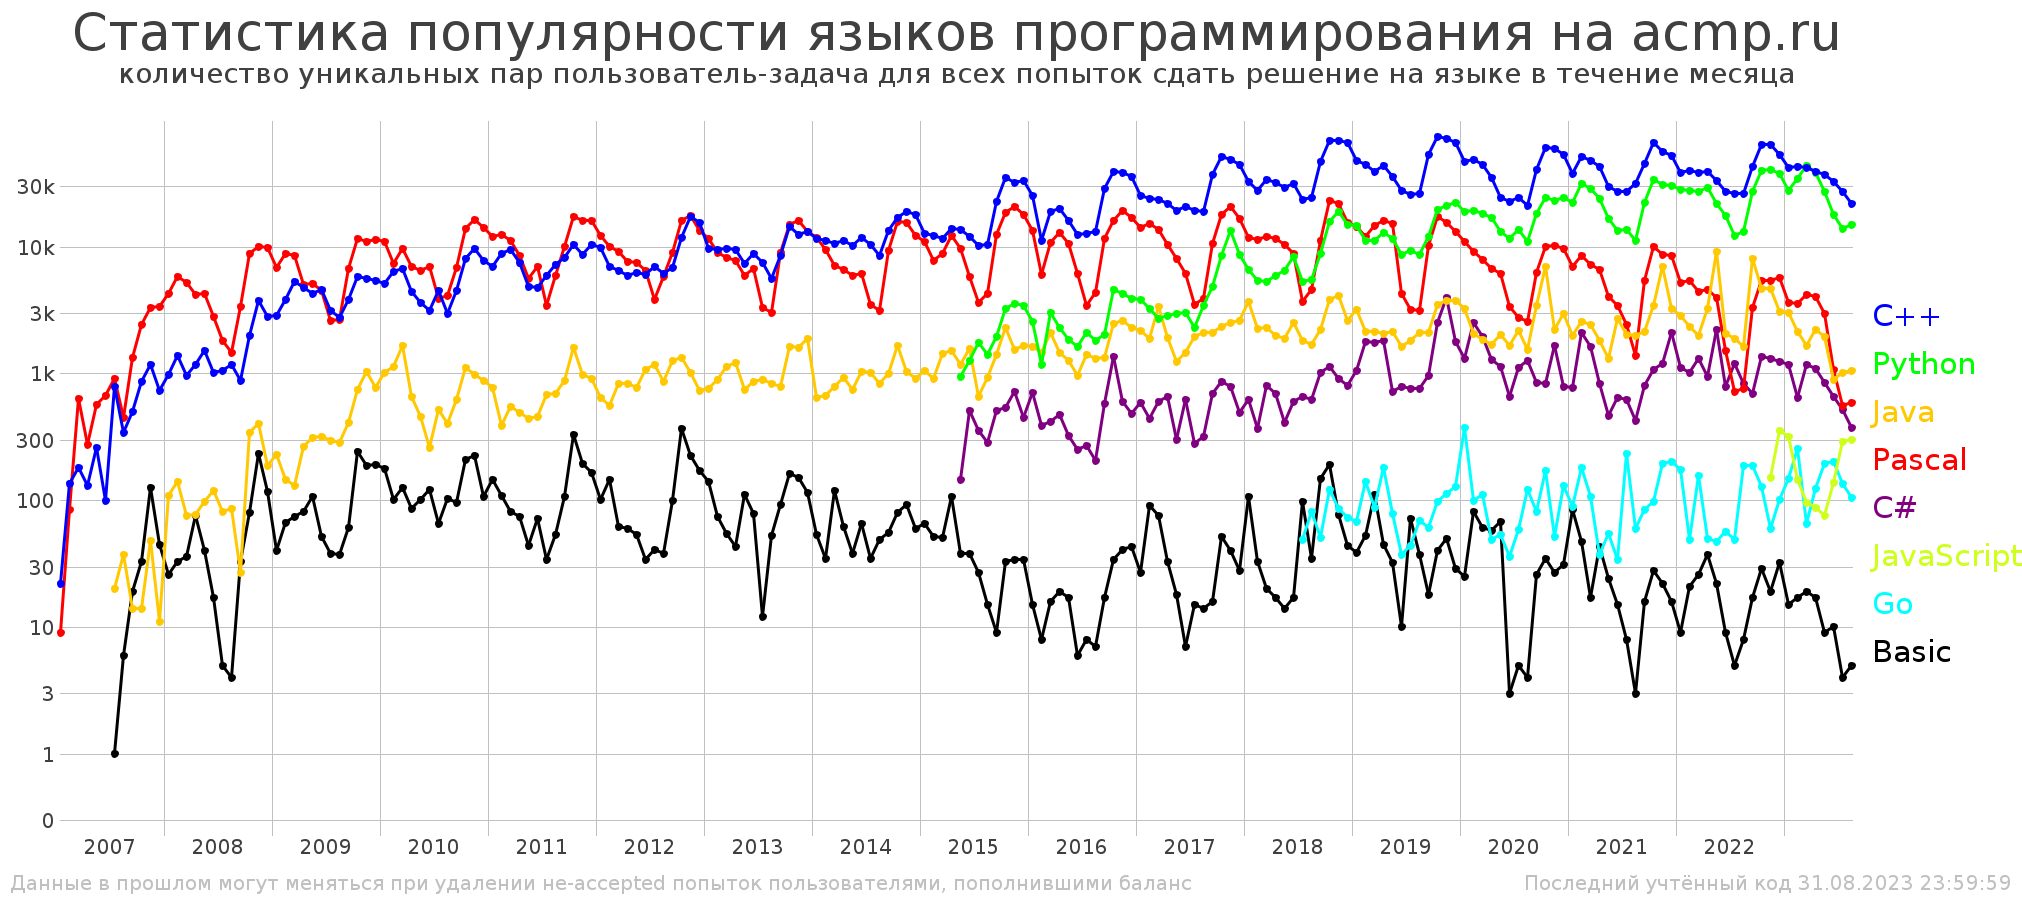 Статистика популярности языков программирования на acmp.ru
количество уникальных пар пользователь-задача для всех попыток сдать решение на языке в течение месяца
30k
10k
3k
1k
300
100
30
10
3
1
0
C++
Python
Java
Pascal
C#
JavaScript
Go
Basic
2007 2008 2009 2010 2011 2012 2013 2014 2015 2016 2017 2018 2019 2020 2021 2022
Данные в прошлом могут меняться при удалении не-accepted попыток пользователями, пополнившими баланс
Последний учтённый код 31.08.2023 23:59:59